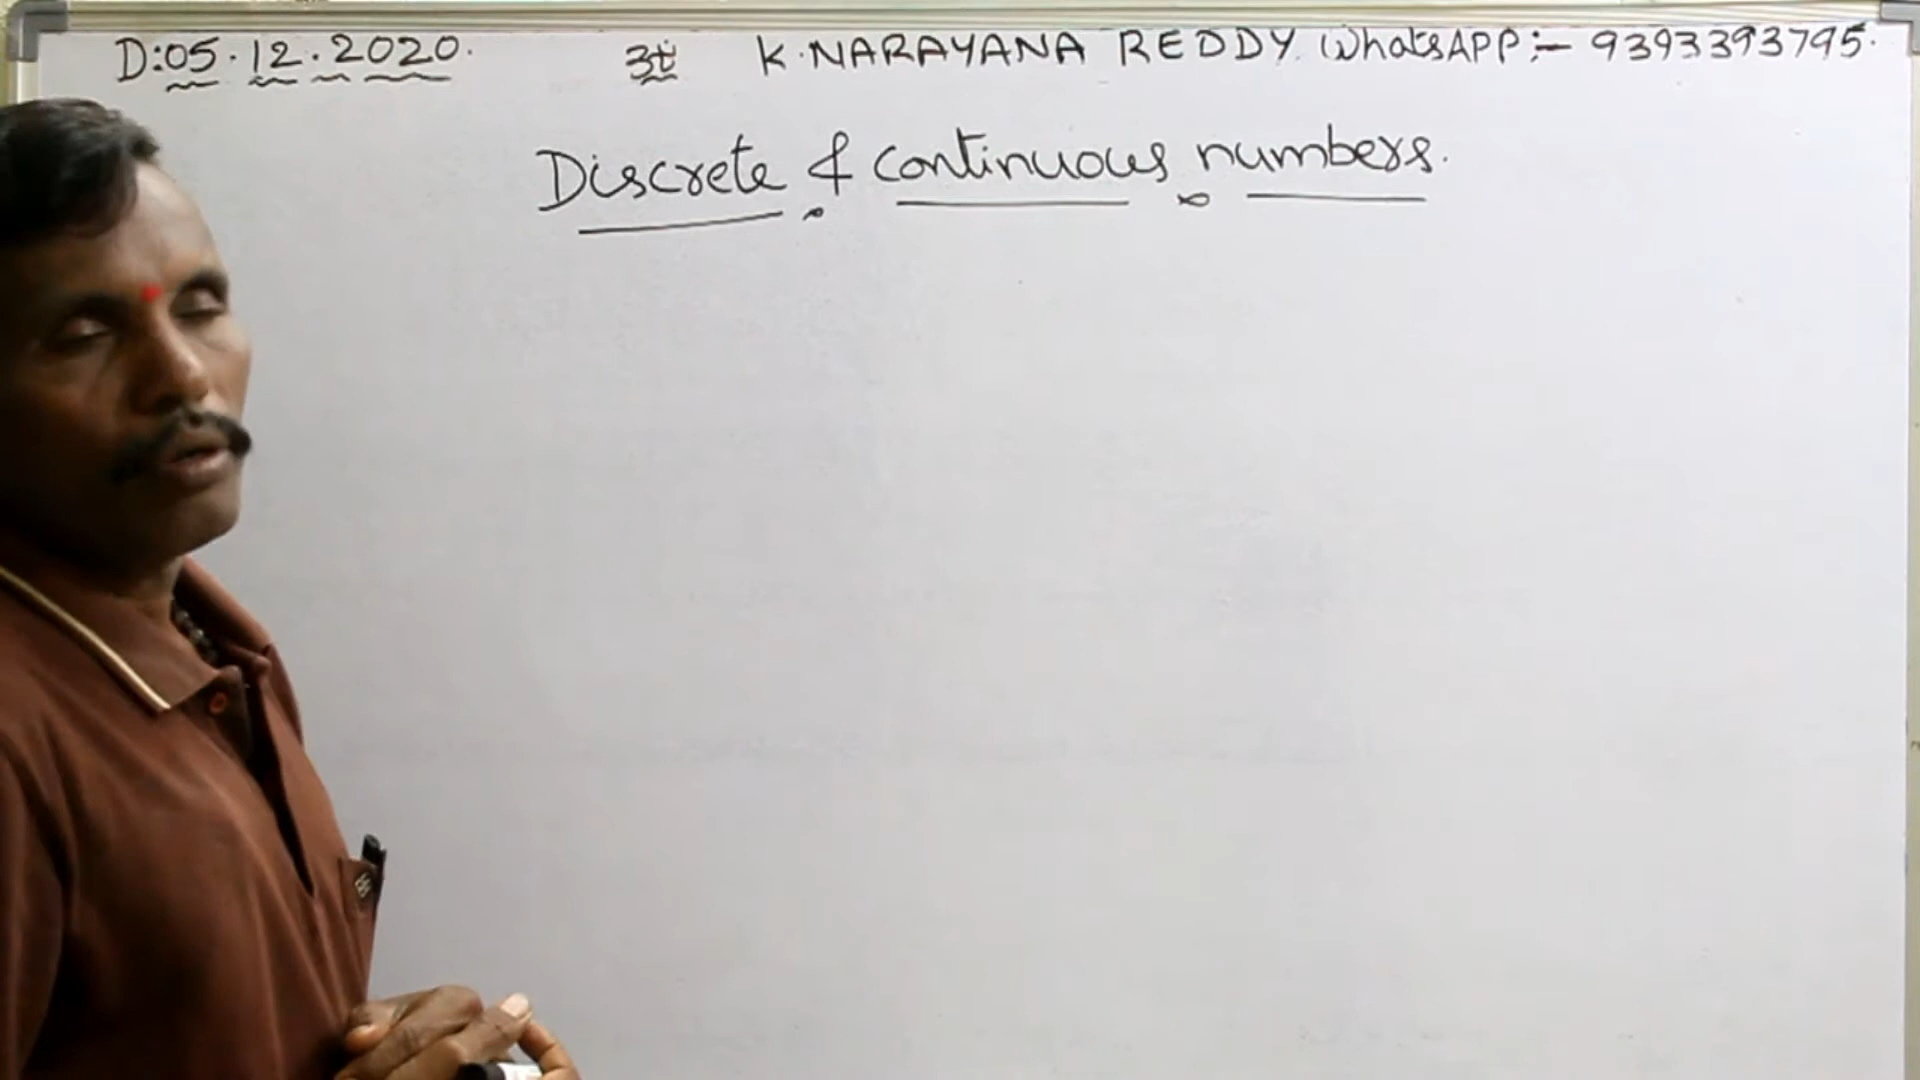 D:05.12.2020. K.NARAYANA REDDY. WhatsAPP:- 9393393795.
Discrete & continuous numbers.